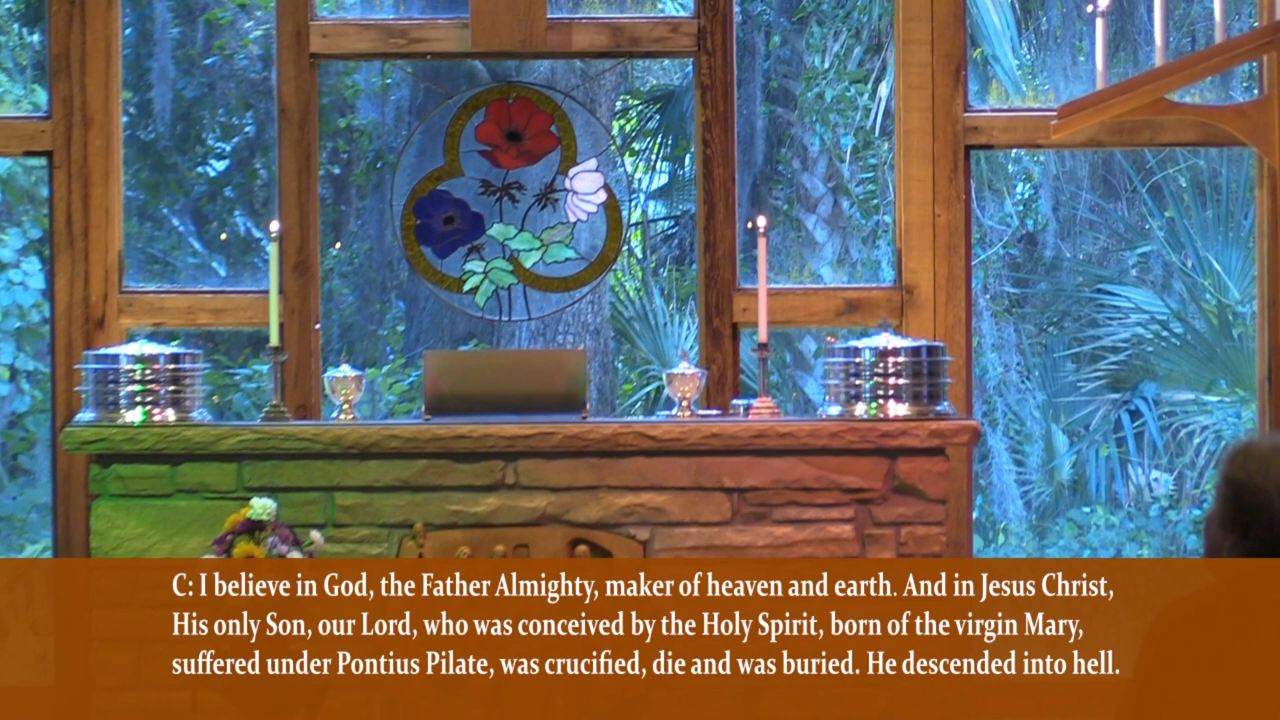 C: I believe in God, the Father Almighty, maker of heaven and earth. And in Jesus Christ,
His only Son, our Lord, who was conceived by the Holy Spirit, born of the virgin Mary,
suffered under Pontius Pilate, was crucified, die and was buried. He descended into hell.